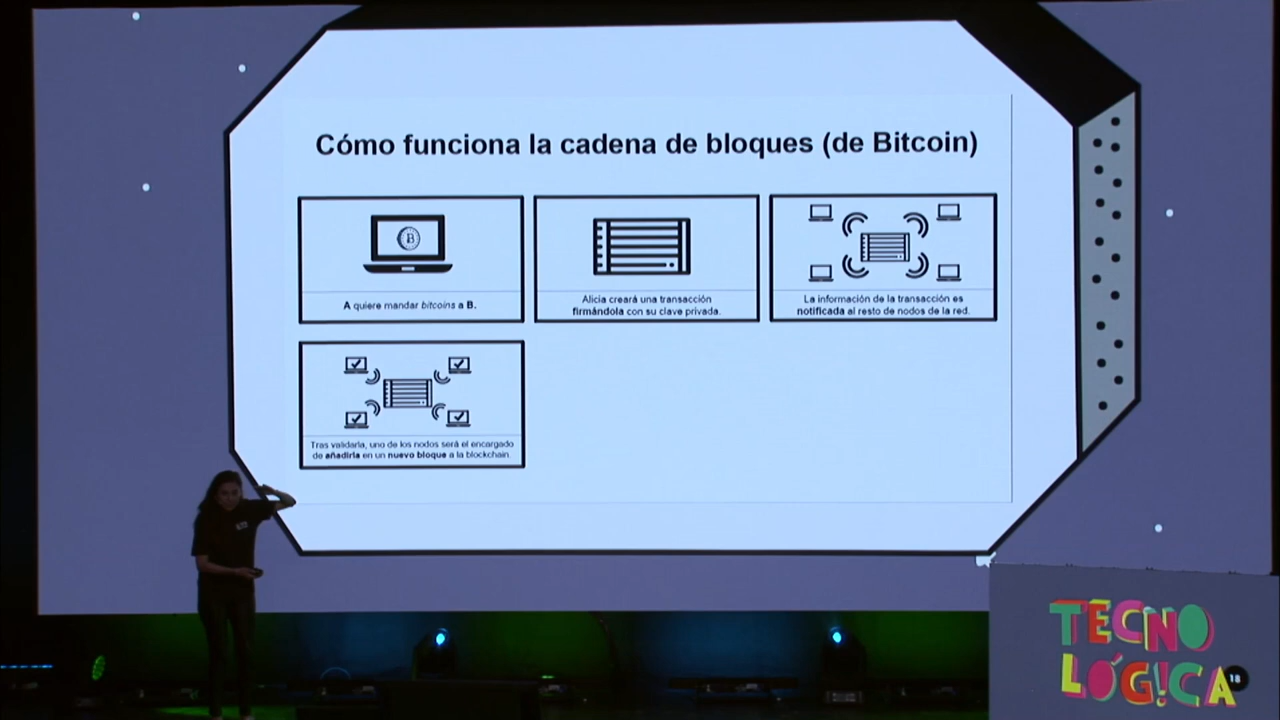 Cómo funciona la cadena de bloques (de Bitcoin)
B
A quiere mandar bitcoins a B.
Alicia creará una transacción
firmándola con su clave privada.
La información de la transacción es
notificada al resto de nodos de la red.
Tras validarla, uno de los nodos será el encargado
de añadirla en un nuevo bloque a la blockchain.
TECNO
LÓG!CA
18